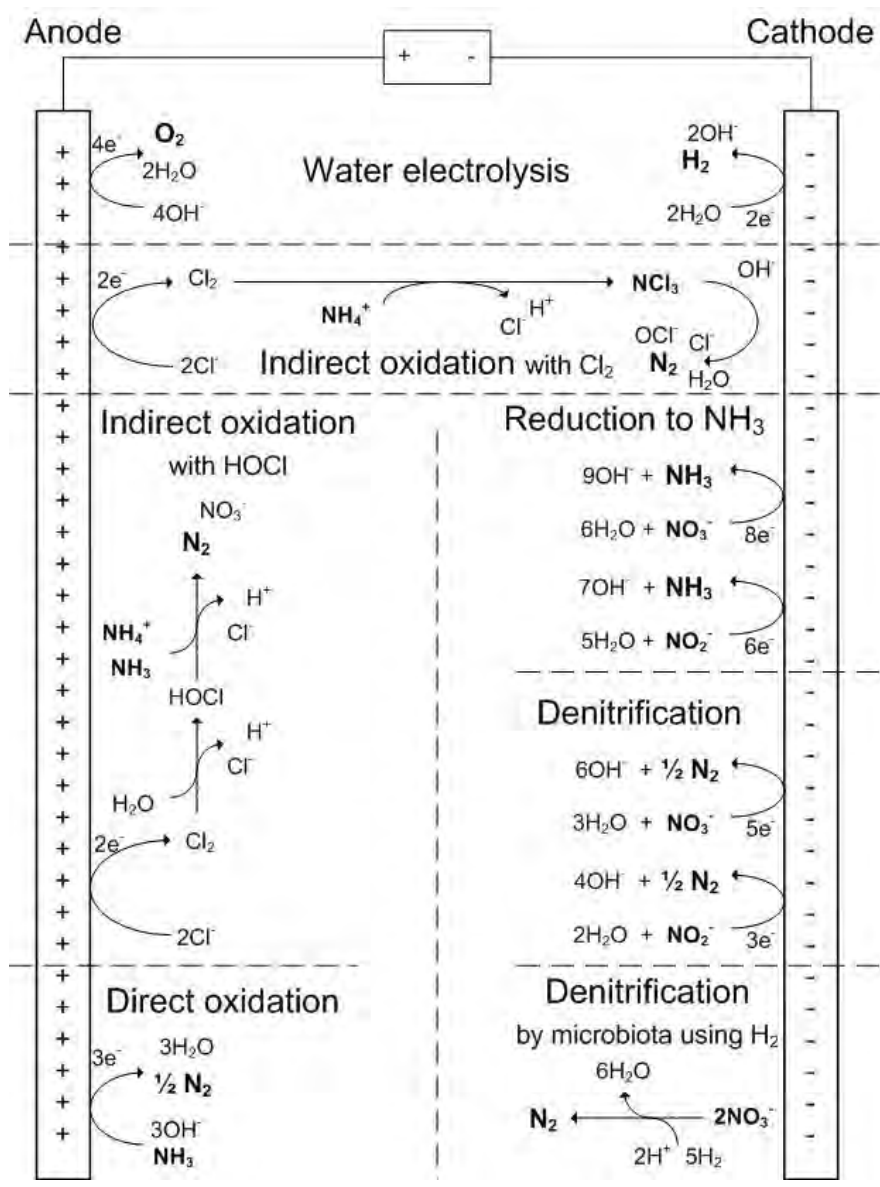 Anode
Cathode
+ -
4e⁻ O₂
2H₂O
4OH⁻
Water electrolysis
2OH⁻
H₂
2H₂O 2e⁻
2e⁻ Cl₂
NH₄⁺
Cl⁻ H⁺
NCl₃
OH⁻
2Cl⁻
Indirect oxidation with Cl₂
OCl⁻ Cl⁻
N₂
H₂O
Indirect oxidation
with HOCl
NO₃⁻
N₂
H⁺
NH₄⁺
Cl⁻
NH₃
HOCl
H⁺
Cl⁻
H₂O
2e⁻ Cl₂
2Cl⁻
Reduction to NH₃
9OH⁻ + NH₃
6H₂O + NO₃⁻ 8e⁻
7OH⁻ + NH₃
5H₂O + NO₂⁻ 6e⁻
Denitrification
6OH⁻ + ½ N₂
3H₂O + NO₃⁻ 5e⁻
4OH⁻ + ½ N₂
2H₂O + NO₂⁻ 3e⁻
Direct oxidation
3e⁻ 3H₂O
½ N₂
3OH⁻
NH₃
Denitrification
by microbiota using H₂
6H₂O
N₂ 2NO₃⁻
2H⁺ 5H₂